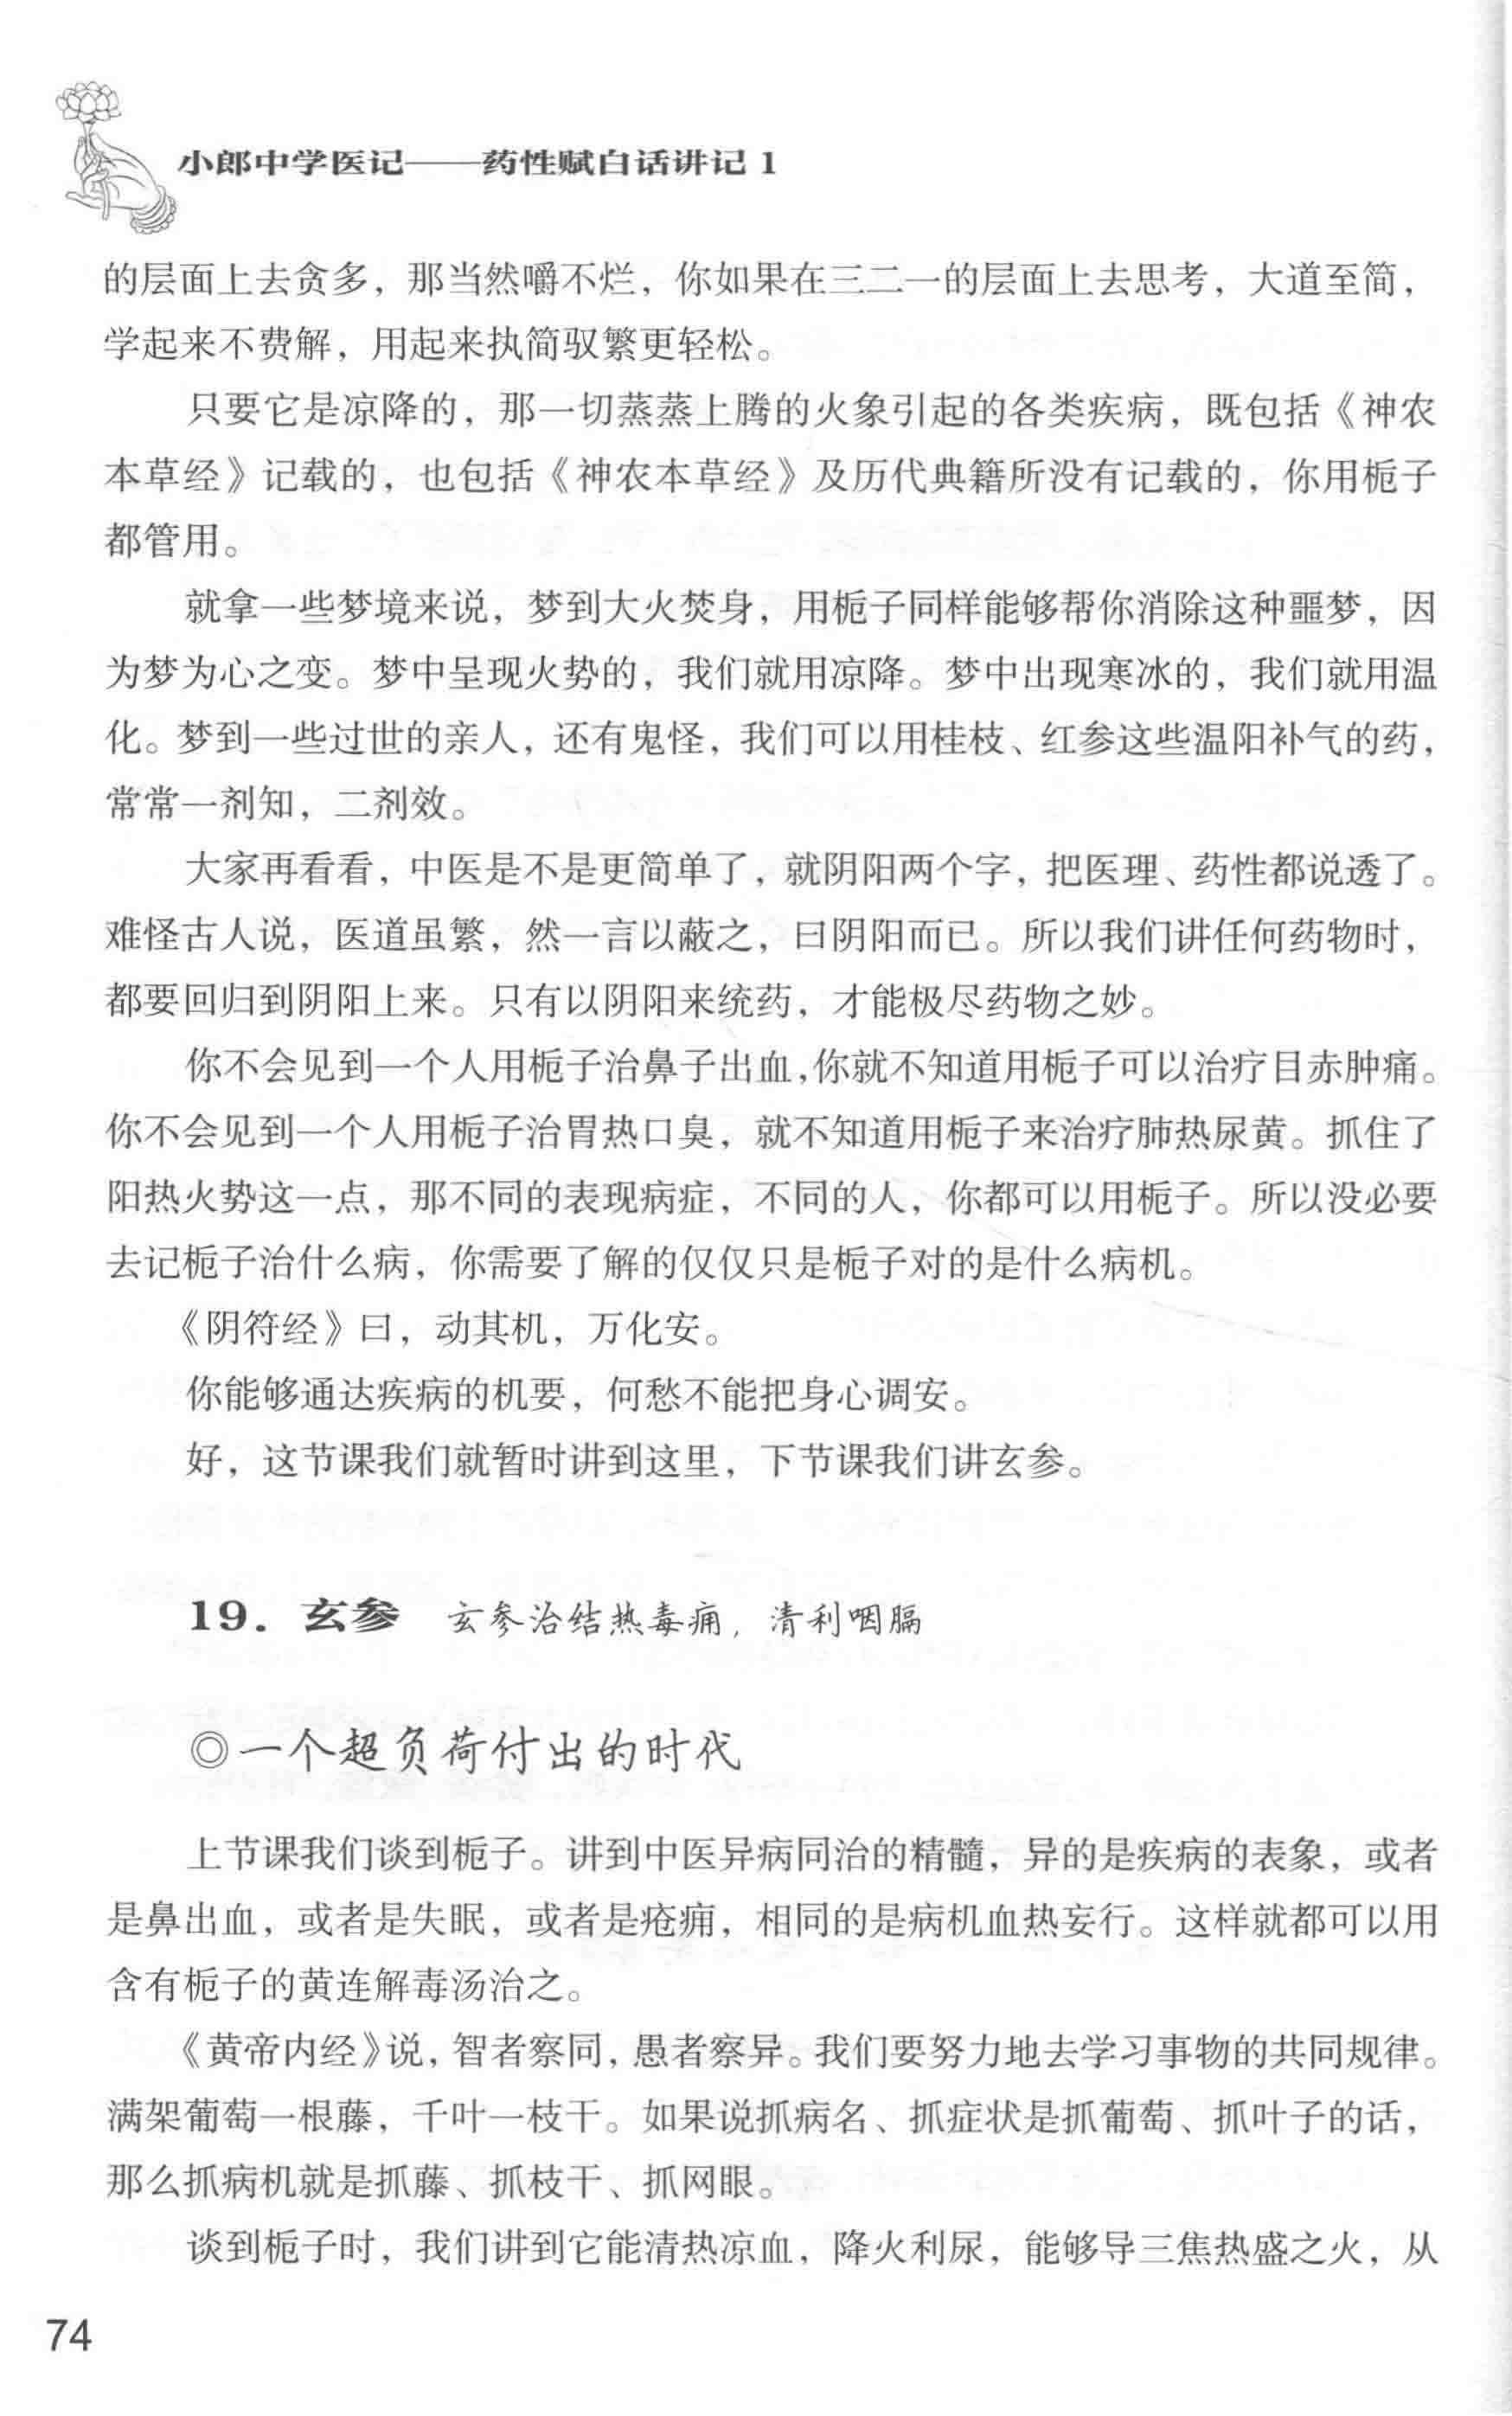 小郎中学医记——药性赋白话讲记 1
的层面上去贪多，那当然嚼不烂，你如果在三二一的层面上去思考，大道至简，
学起来不费解，用起来执简驭繁更轻松。
只要它是凉降的，那一切蒸蒸上腾的火象引起的各类疾病，既包括《神农
本草经》记载的，也包括《神农本草经》及历代典籍所没有记载的，你用栀子
都管用。
就拿一些梦境来说，梦到大火焚身，用栀子同样能够帮你消除这种噩梦，因
为梦为心之变。梦中呈现火势的，我们就用凉降。梦中出现寒冰的，我们就用温
化。梦到一些过世的亲人，还有鬼怪，我们可以用桂枝、红参这些温阳补气的药，
常常一剂知，二剂效。
大家再看看，中医是不是更简单了，就阴阳两个字，把医理、药性都说透了。
难怪古人说，医道虽繁，然一言以蔽之，曰阴阳而已。所以我们讲任何药物时，
都要回归到阴阳上来。只有以阴阳来统药，才能极尽药物之妙。
你不会见到一个人用栀子治鼻子出血，你就不知道用栀子可以治疗目赤肿痛。
你不会见到一个人用栀子治胃热口臭，就不知道用栀子来治疗肺热尿黄。抓住了
阳热火势这一点，那不同的表现病症，不同的人，你都可以用栀子。所以没必要
去记栀子治什么病，你需要了解的仅仅只是栀子对的是什么病机。
《阴符经》曰，动其机，万化安。
你能够通达疾病的机要，何愁不能把身心调安。
好，这节课我们就暂时讲到这里，下节课我们讲玄参。
19. 玄参 玄参治结热毒痈，清利咽膈
◎一个超负荷付出的时代
上节课我们谈到栀子。讲到中医异病同治的精髓，异的是疾病的表象，或者
是鼻出血，或者是失眠，或者是疮痈，相同的是病机血热妄行。这样就都可以用
含有栀子的黄连解毒汤治之。
《黄帝内经》说，智者察同，愚者察异。我们要努力地去学习事物的共同规律。
满架葡萄一根藤，千叶一枝干。如果说抓病名、抓症状是抓葡萄、抓叶子的话，
那么抓病机就是抓藤、抓枝干、抓网眼。
谈到栀子时，我们讲到它能清热凉血，降火利尿，能够导三焦热盛之火，从
74